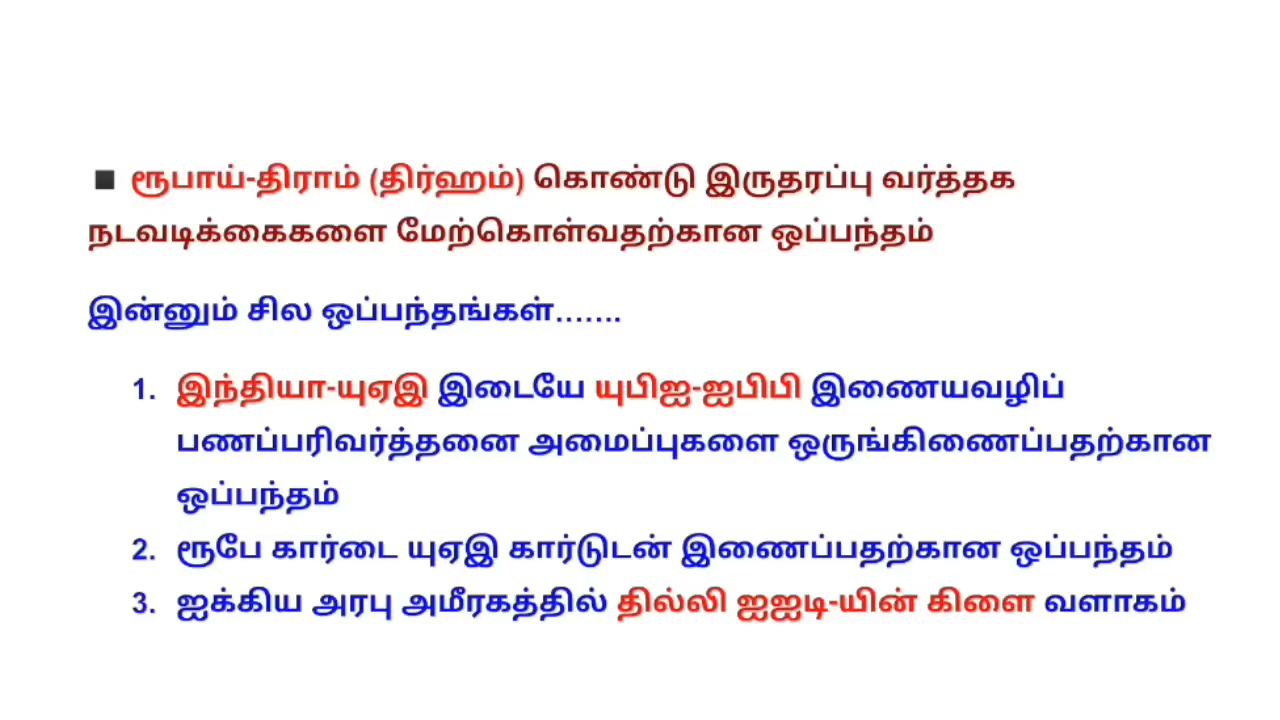 ▪ ரூபாய்-திராம் (திர்ஹம்) கொண்டு இருதரப்பு வர்த்தக
நடவடிக்கைகளை மேற்கொள்வதற்கான ஒப்பந்தம்
இன்னும் சில ஒப்பந்தங்கள்.......
1. இந்தியா-யுஏஇ இடையே யுபிஐ-ஐபிபி இணையவழிப்
பணப்பரிவர்த்தனை அமைப்புகளை ஒருங்கிணைப்பதற்கான
ஒப்பந்தம்
2. ரூபே கார்டை யுஏஇ கார்டுடன் இணைப்பதற்கான ஒப்பந்தம்
3. ஐக்கிய அரபு அமீரகத்தில் தில்லி ஐஐடி-யின் கிளை வளாகம்